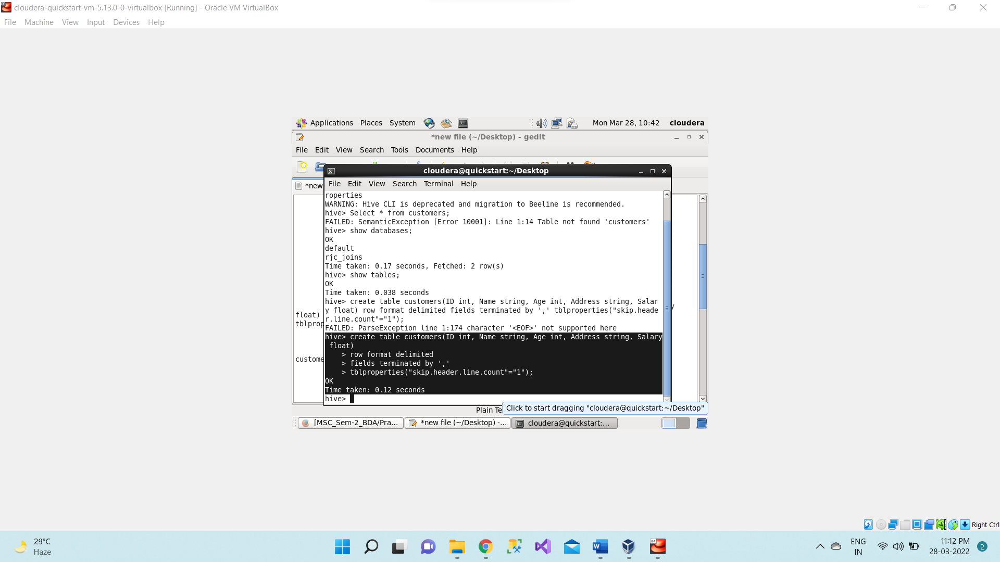 cloudera-quickstart-vm-5.13.0-0-virtualbox [Running] - Oracle VM VirtualBox
File Machine View Input Devices Help
Applications Places System Mon Mar 28, 10:42 cloudera
*new file (~/Desktop) - gedit
File Edit View Search Tools Documents Help
cloudera@quickstart:~/Desktop
*new
File Edit View Search Terminal Help
roperties
WARNING: Hive CLI is deprecated and migration to Beeline is recommended.
hive> Select * from customers;
FAILED: SemanticException [Error 10001]: Line 1:14 Table not found 'customers'
hive> show databases;
OK
default
rjc_joins
Time taken: 0.17 seconds, Fetched: 2 row(s)
hive> show tables;
OK
Time taken: 0.038 seconds
hive> create table customers(ID int, Name string, Age int, Address string, Salar
y float) row format delimited fields terminated by ',' tblproperties("skip.heade
r.line.count"="1");
FAILED: ParseException line 1:174 character '<EOF>' not supported here
hive> create table customers(ID int, Name string, Age int, Address string, Salary
float)
> row format delimited
> fields terminated by ','
> tblproperties("skip.header.line.count"="1");
OK
Time taken: 0.12 seconds
hive>
float)
tblprop
custome
y
Plain Te
Click to start dragging "cloudera@quickstart:~/Desktop"
[MSC_Sem-2_BDA/Pra... *new file (~/Desktop) -... cloudera@quickstart:...
Right Ctrl
29°C
Haze
64
ENG
IN
11:12 PM
28-03-2022
2